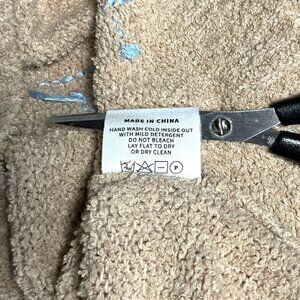 MADE IN CHINA
HAND WASH COLD INSIDE OUT
WITH MILD DETERGENT
DO NOT BLEACH
LAY FLAT TO DRY
OR DRY CLEAN
P